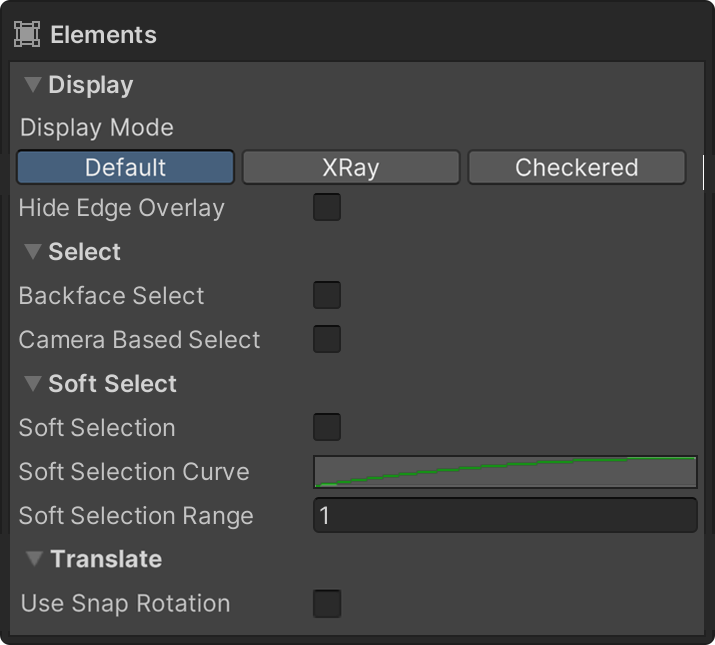 Elements
Display
Display Mode
Default XRay Checkered
Hide Edge Overlay
Select
Backface Select
Camera Based Select
Soft Select
Soft Selection
Soft Selection Curve
Soft Selection Range 1
Translate
Use Snap Rotation